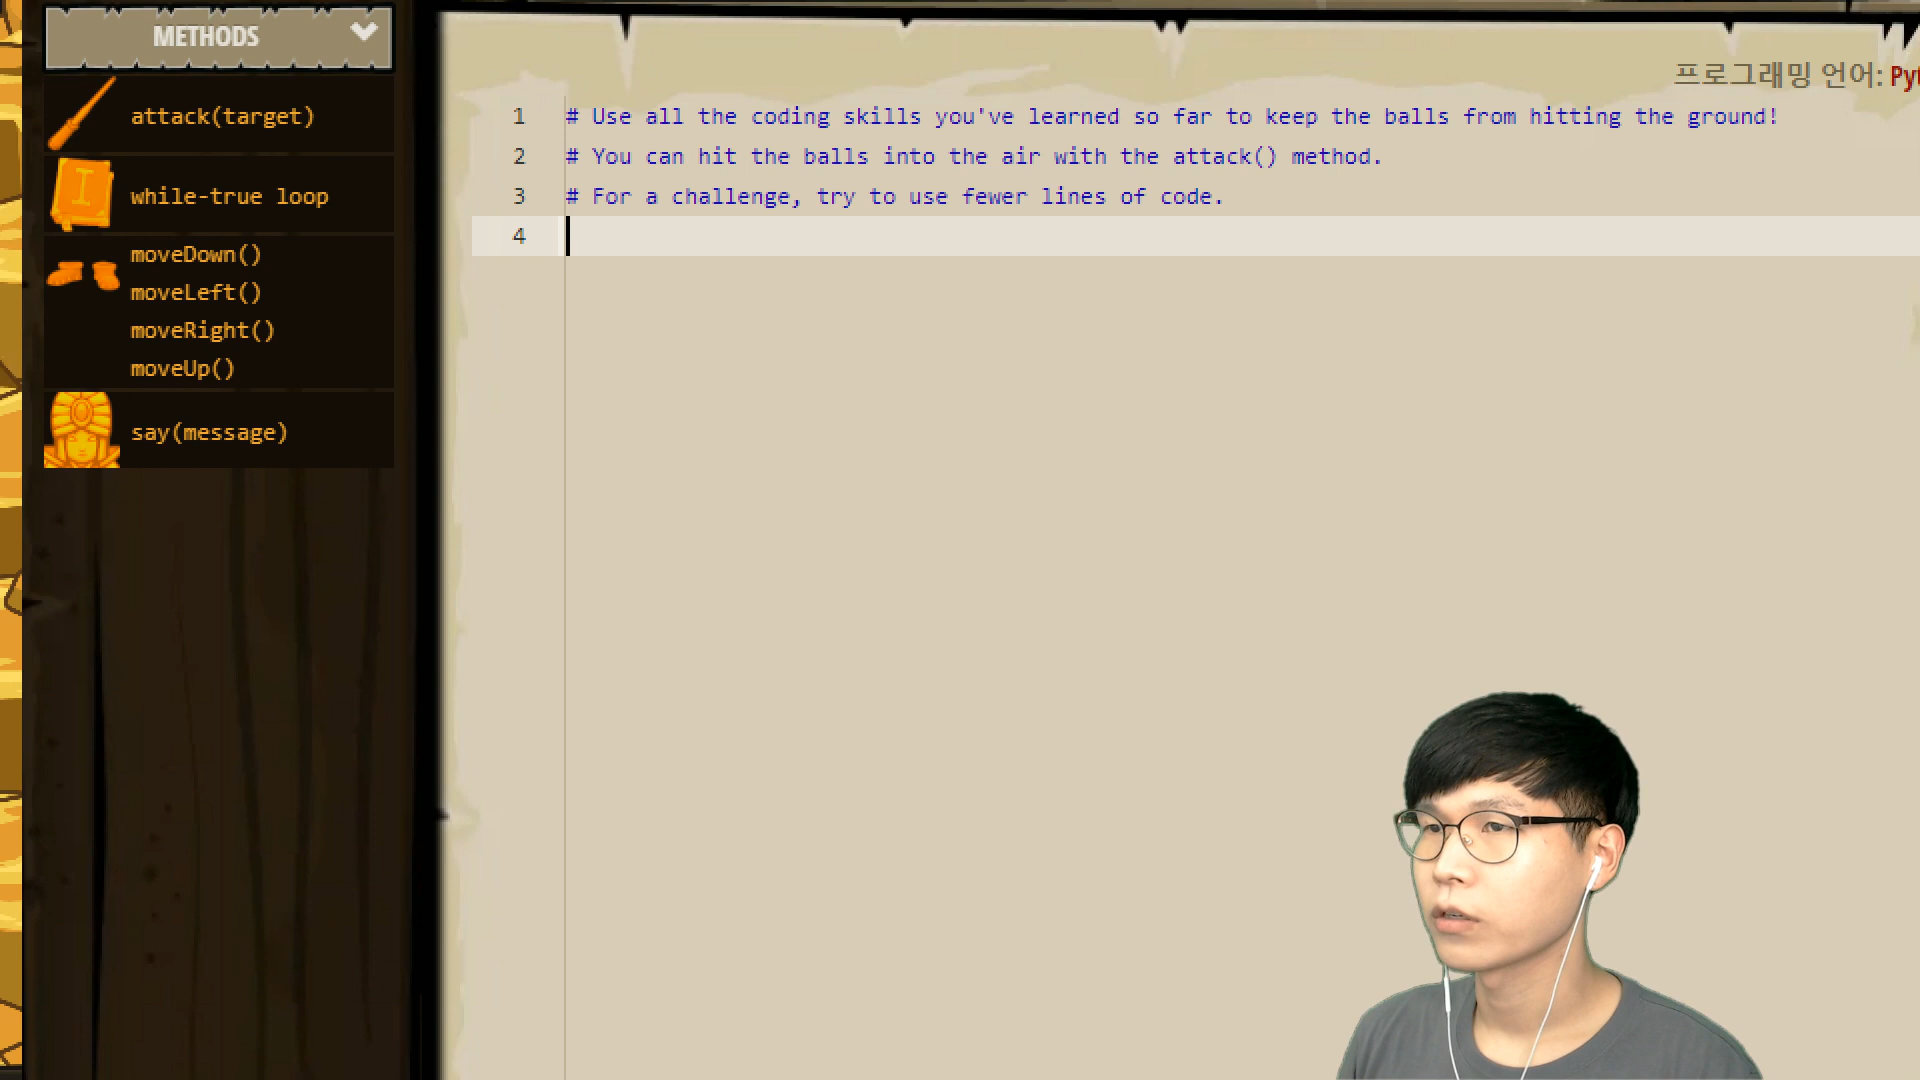 METHODS
attack(target)
while-true loop
moveDown()
moveLeft()
moveRight()
moveUp()
say(message)
프로그래밍 언어: Pyt
1 # Use all the coding skills you've learned so far to keep the balls from hitting the ground!
2 # You can hit the balls into the air with the attack() method.
3 # For a challenge, try to use fewer lines of code.
4